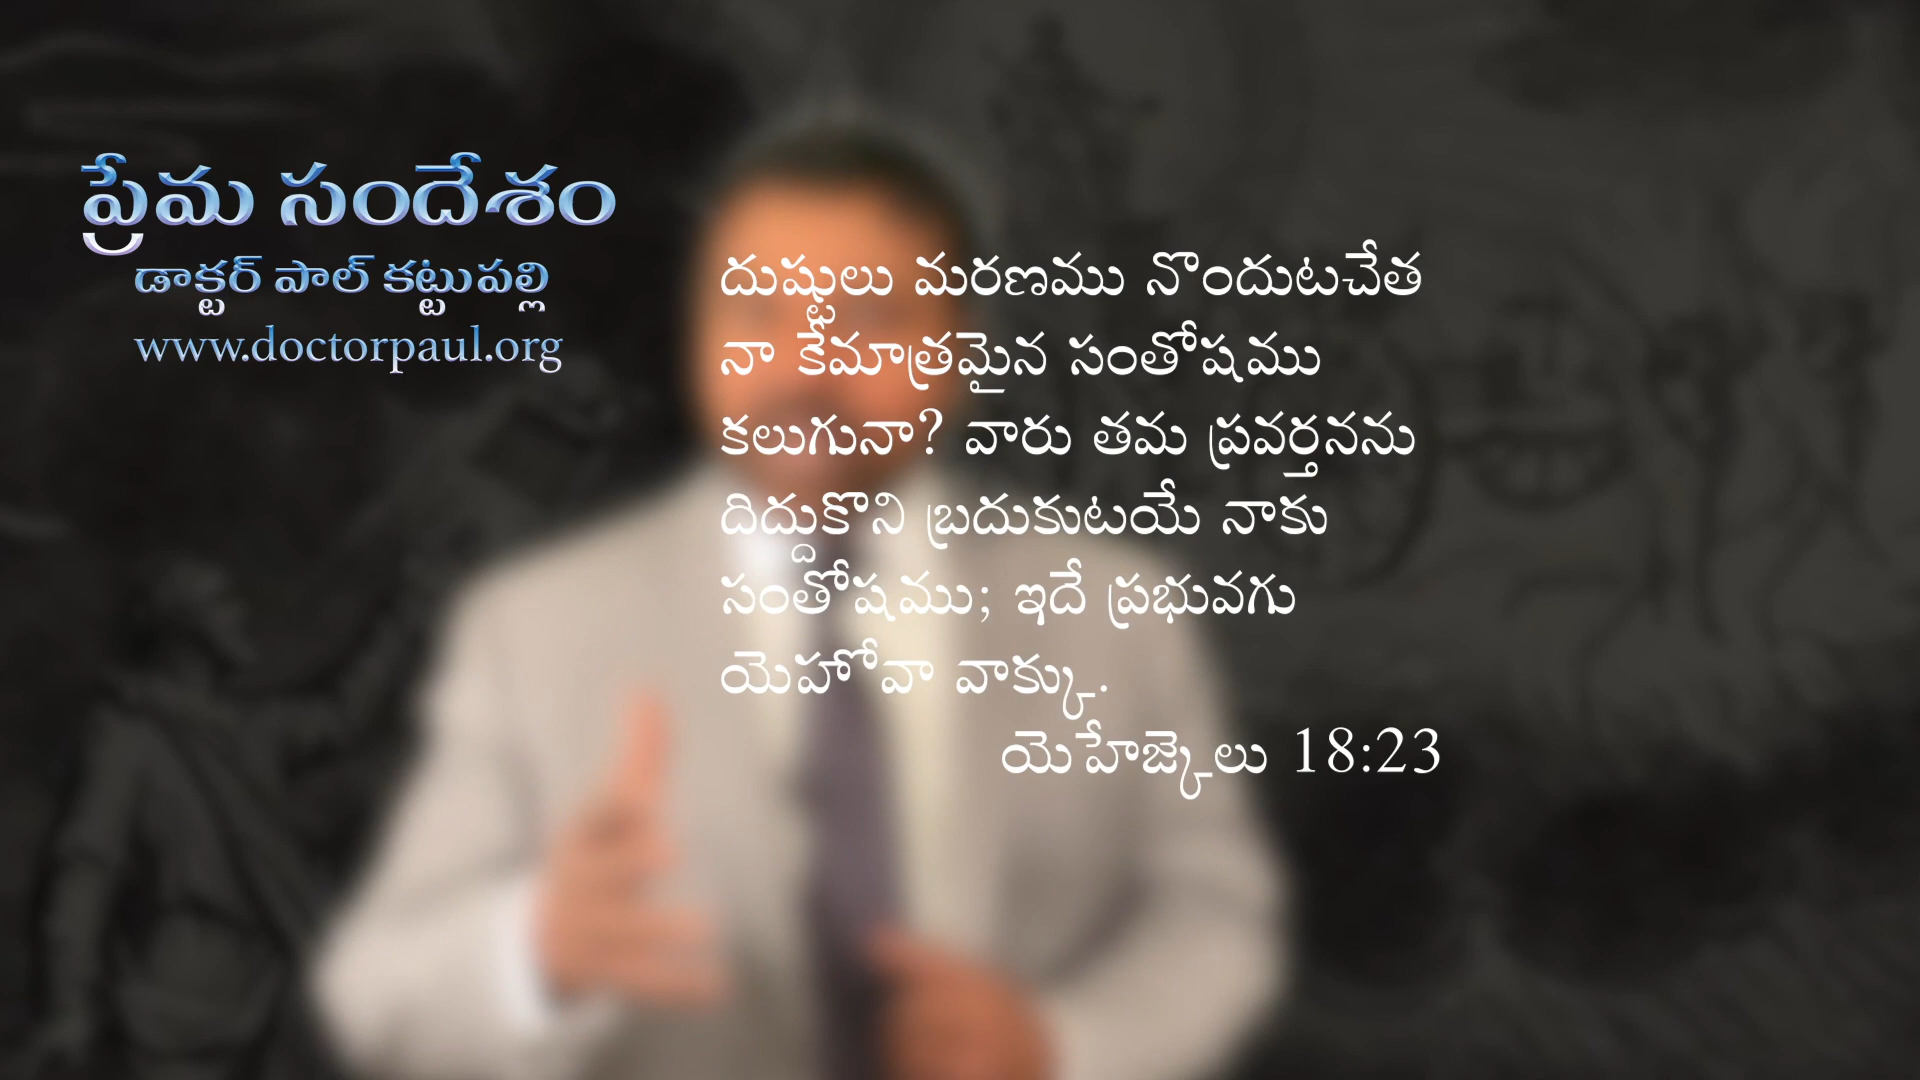 ప్రేమ సందేశం
డాక్టర్ పాల్ కట్టుపల్లి
www.doctorpaul.org
దుష్టులు మరణము నొందుటచేత
నా కేమాత్రమైన సంతోషము
కలుగునా? వారు తమ ప్రవర్తనను
దిద్దుకొని బ్రదుకుటయే నాకు
సంతోషము; ఇదే ప్రభువగు
యెహోవా వాక్కు.
యెహేజ్కెలు 18:23